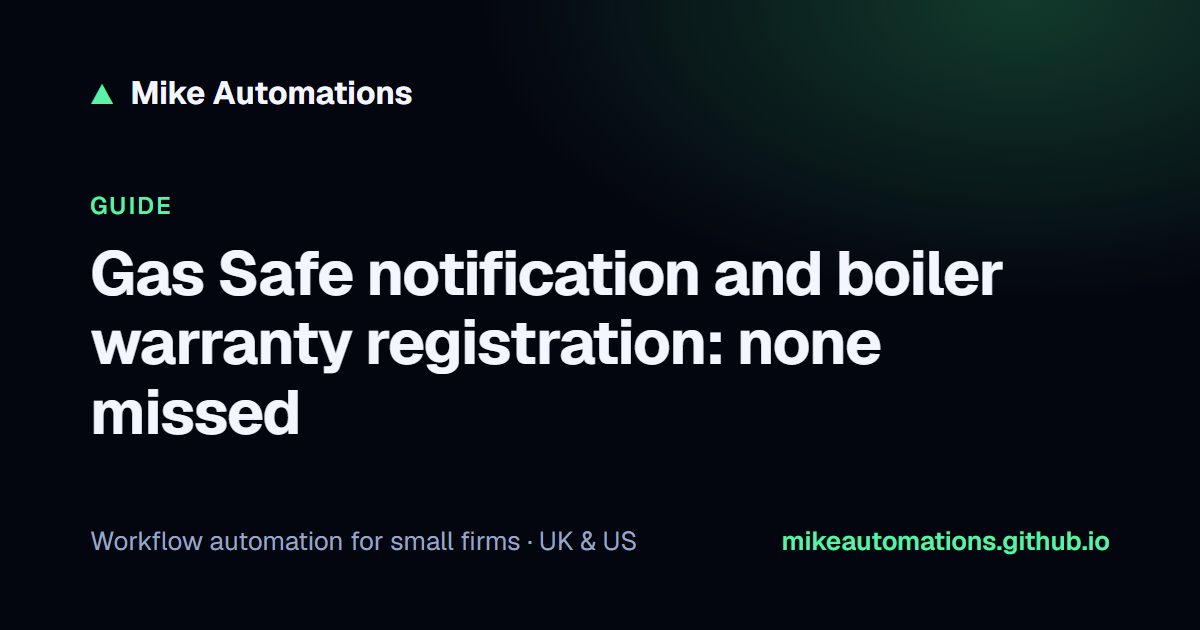 Mike Automations
GUIDE
Gas Safe notification and boiler
warranty registration: none
missed
Workflow automation for small firms · UK & US
mikeautomations.github.io